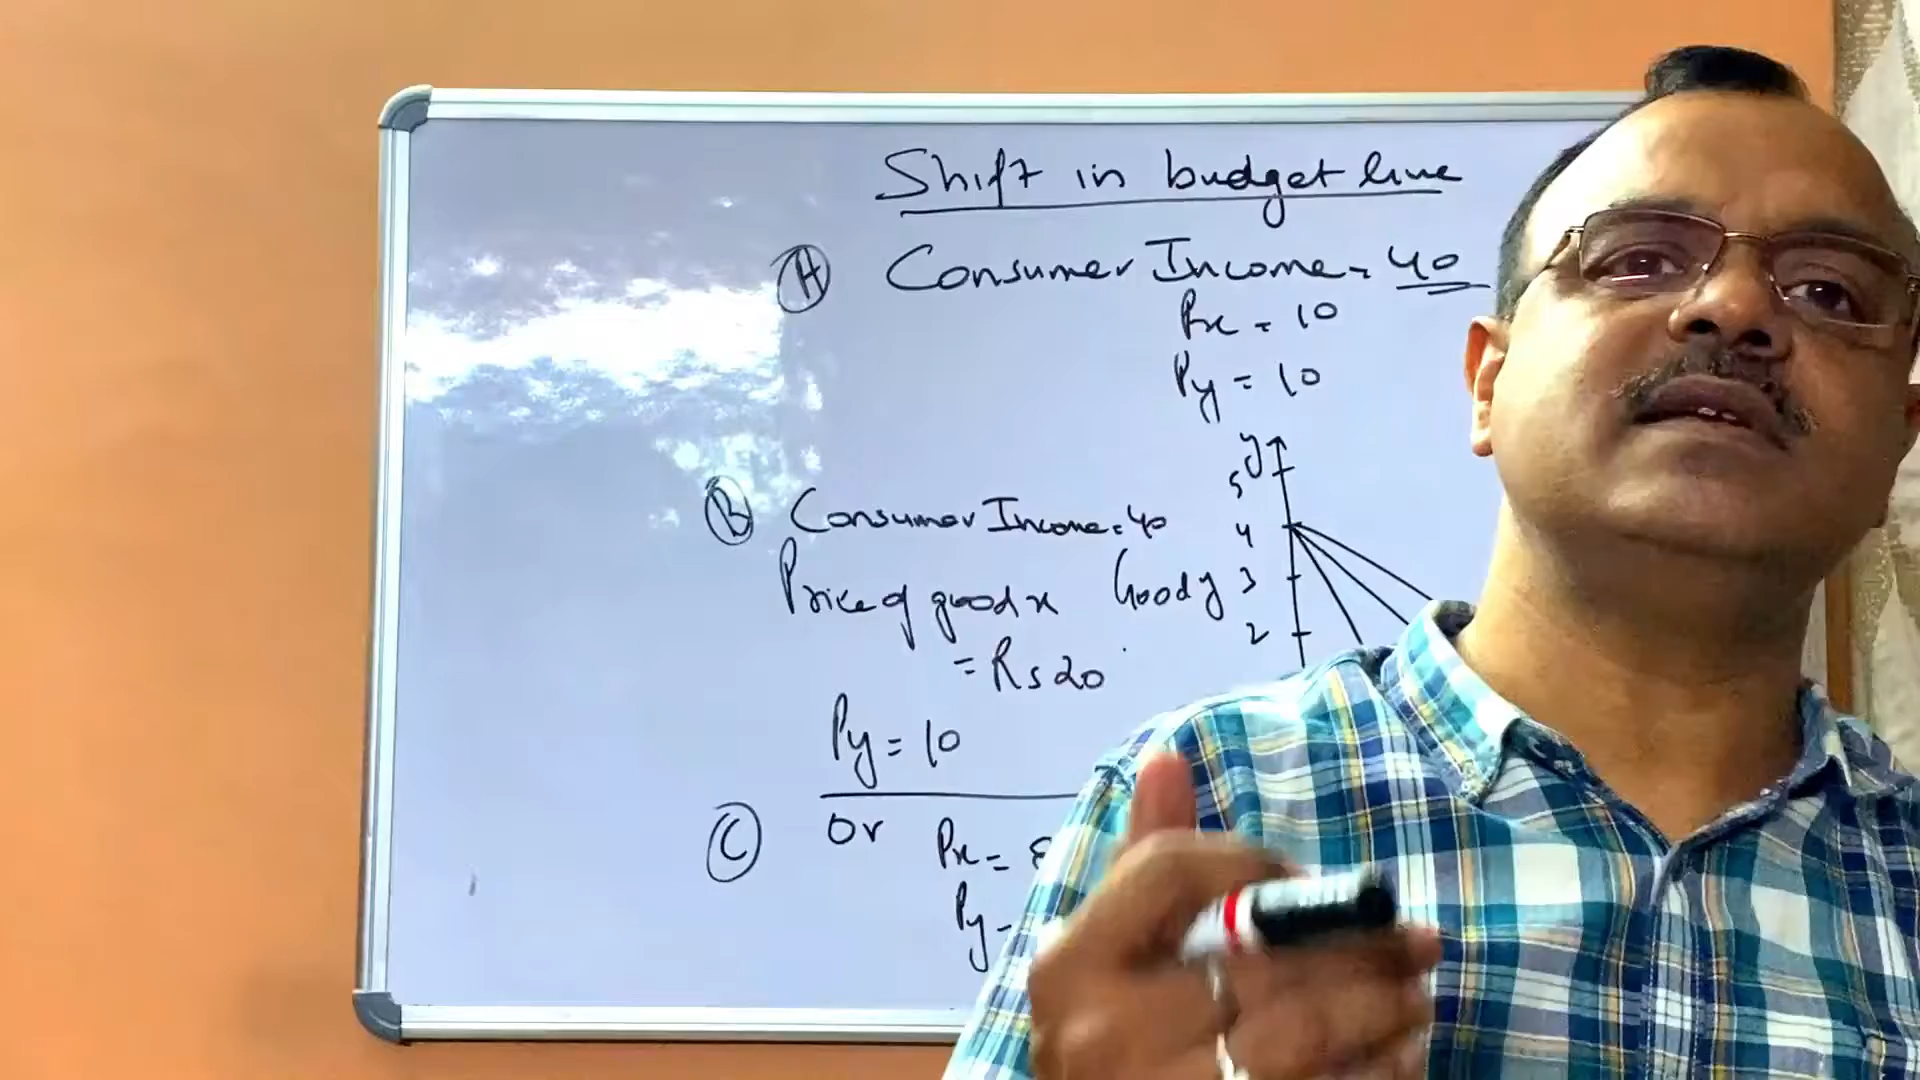 Shift in budget line
(A) Consumer Income = 40
Px = 10
Py = 10
(B) Consumer Income = 40
Price of good x Good y
= Rs 20
Py = 10
(C) or Px =
Py =
y
5
4
3
2